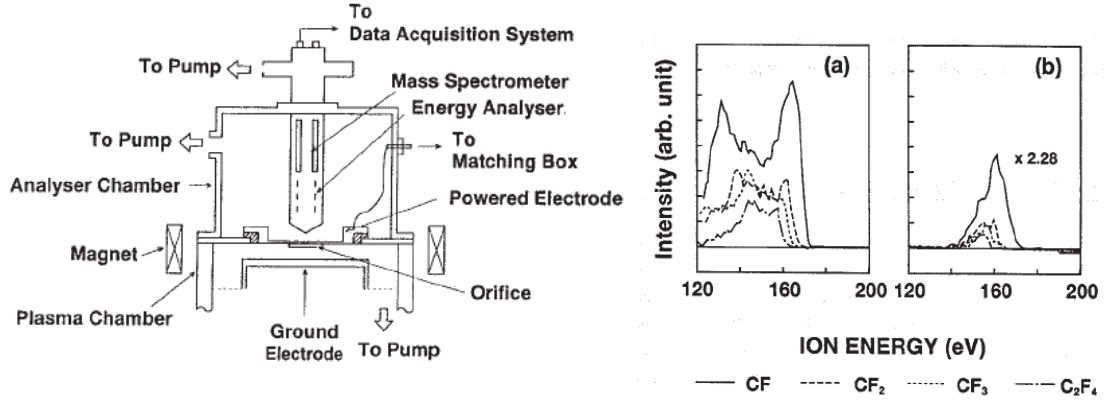 To
Data Acquisition System
To Pump
Mass Spectrometer
Energy Analyser
To Pump
To
Matching Box
Analyser Chamber
Powered Electrode
Magnet
Orifice
Plasma Chamber
Ground
Electrode
To Pump
Intensity (arb. unit)
(a)
(b)
x 2.28
120
160
200
120
160
200
ION ENERGY (eV)
CF
CF₂
CF₃
C₂F₄